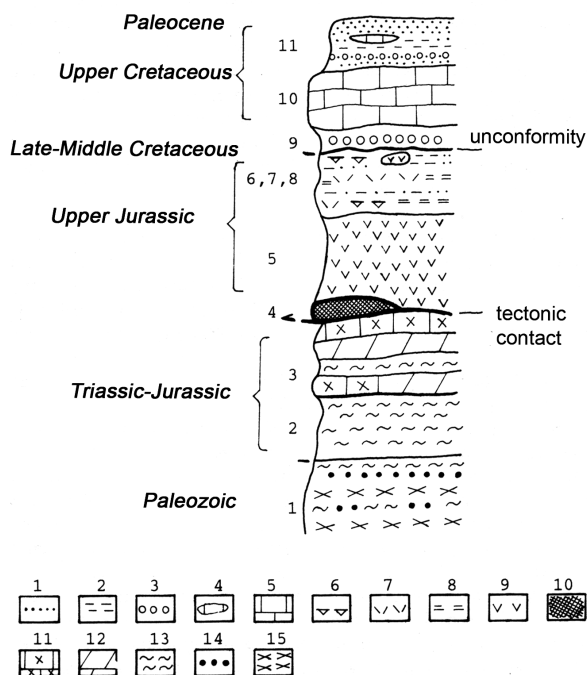 Paleocene
11
Upper Cretaceous
10
9
unconformity
Late-Middle Cretaceous
6,7,8
Upper Jurassic
5
4
tectonic
contact
3
Triassic-Jurassic
2
Paleozoic
1
1 2 3 4 5 6 7 8 9 10
11 12 13 14 15